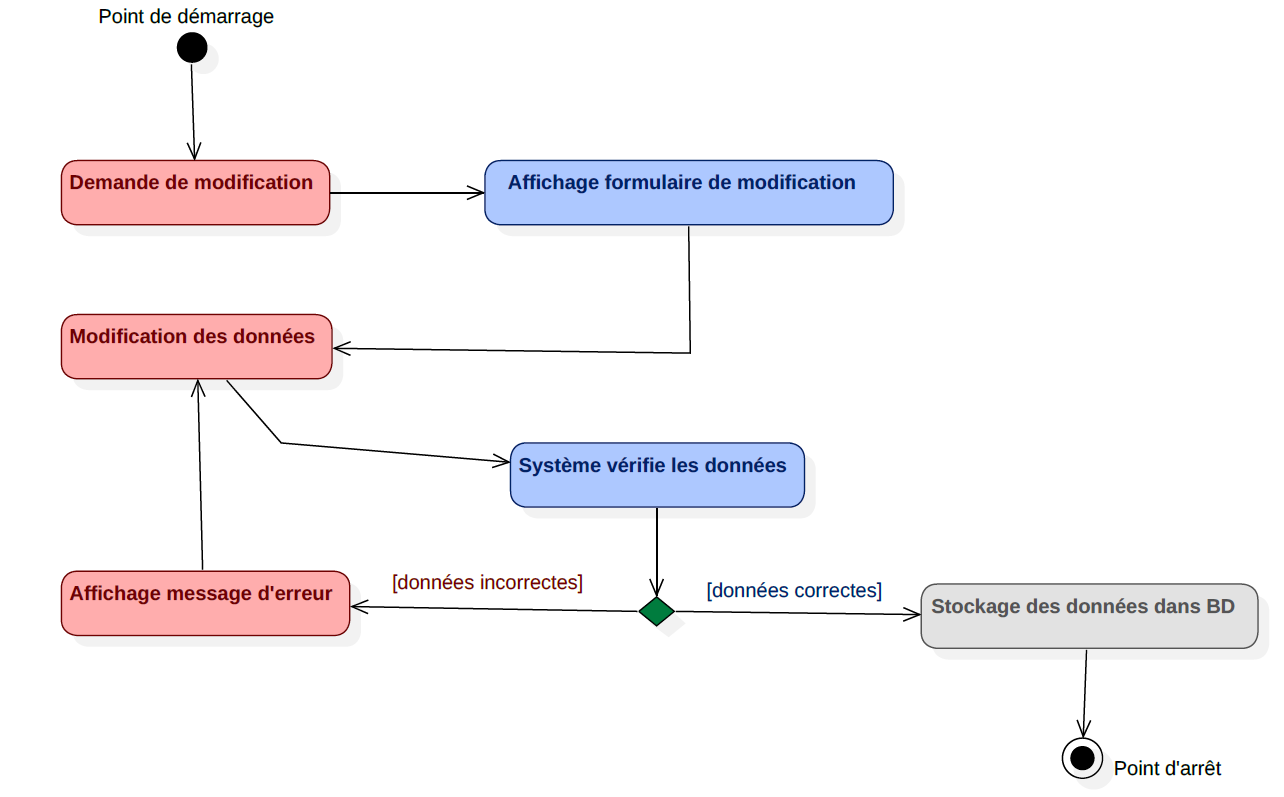 Point de démarrage
Demande de modification
Affichage formulaire de modification
Modification des données
Système vérifie les données
Affichage message d'erreur
[données incorrectes]
[données correctes]
Stockage des données dans BD
Point d'arrêt